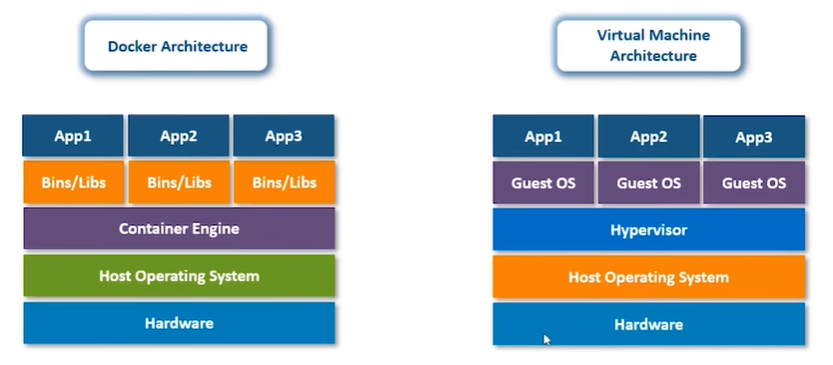 Docker Architecture
Virtual Machine
Architecture
App1 App2 App3
Bins/Libs Bins/Libs Bins/Libs
Container Engine
Host Operating System
Hardware
App1 App2 App3
Guest OS Guest OS Guest OS
Hypervisor
Host Operating System
Hardware